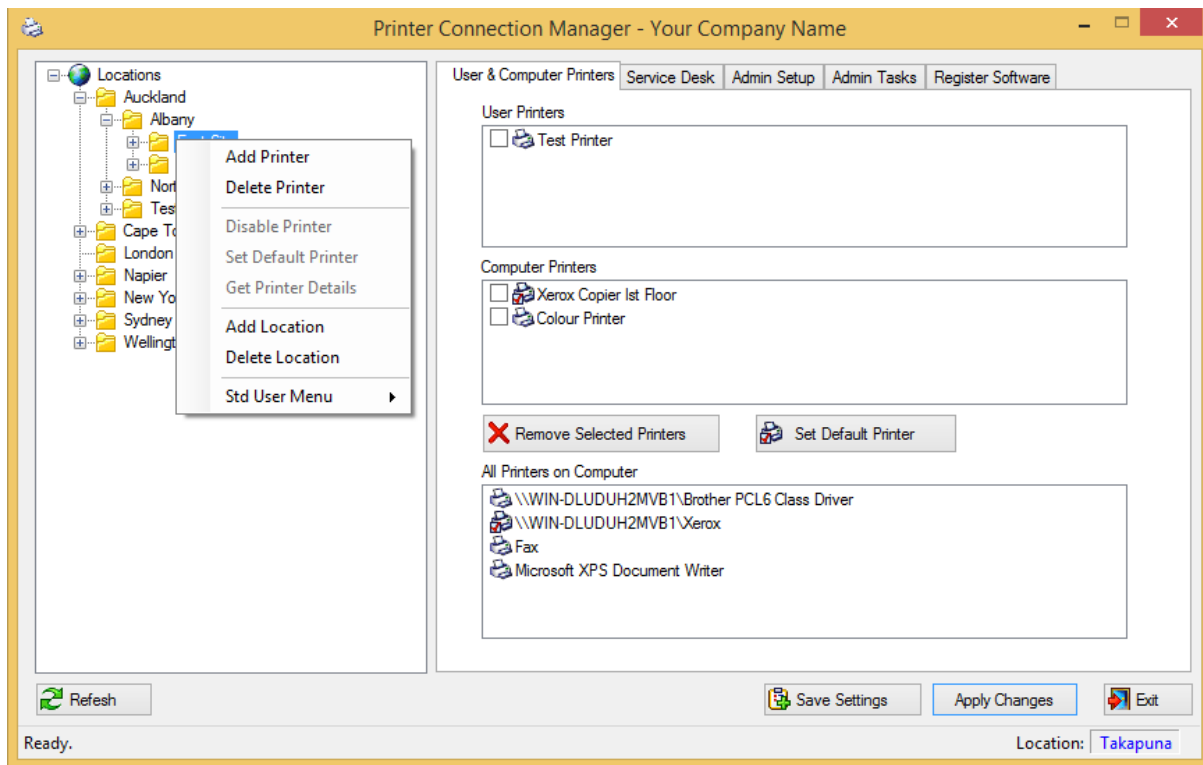 Printer Connection Manager - Your Company Name
Locations
Auckland
Albany
Nort
Test
Cape To
London
Napier
New Yo
Sydney
Wellingt
Add Printer
Delete Printer
Disable Printer
Set Default Printer
Get Printer Details
Add Location
Delete Location
Std User Menu
User & Computer Printers
Service Desk
Admin Setup
Admin Tasks
Register Software
User Printers
Test Printer
Computer Printers
Xerox Copier Ist Floor
Colour Printer
Remove Selected Printers
Set Default Printer
All Printers on Computer
\\WIN-DLUDUH2MVB1\Brother PCL6 Class Driver
\\WIN-DLUDUH2MVB1\Xerox
Fax
Microsoft XPS Document Writer
Refesh
Save Settings
Apply Changes
Exit
Ready.
Location: Takapuna